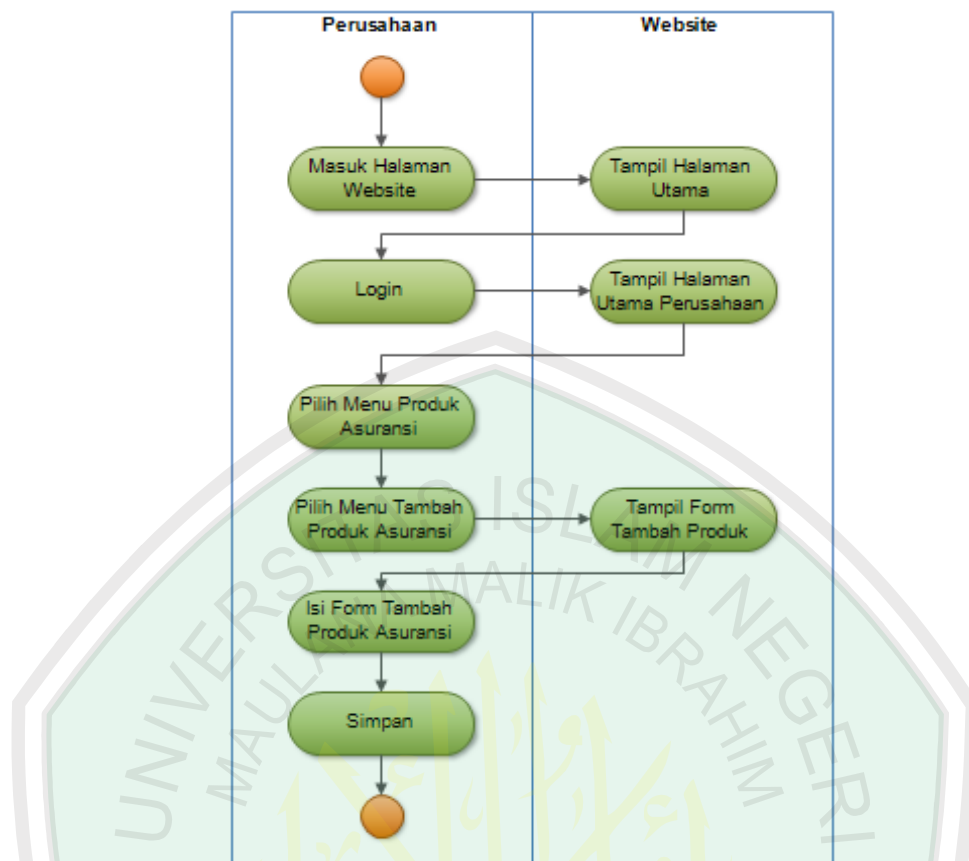 Perusahaan
Website
Masuk Halaman
Website
Tampil Halaman
Utama
Login
Tampil Halaman
Utama Perusahaan
Pilih Menu Produk
Asuransi
Pilih Menu Tambah
Produk Asuransi
Tampil Form
Tambah Produk
Isi Form Tambah
Produk Asuransi
Simpan
UNIVERSITAS ISLAM NEGERI
MAULANA MALIK IBRAHIM